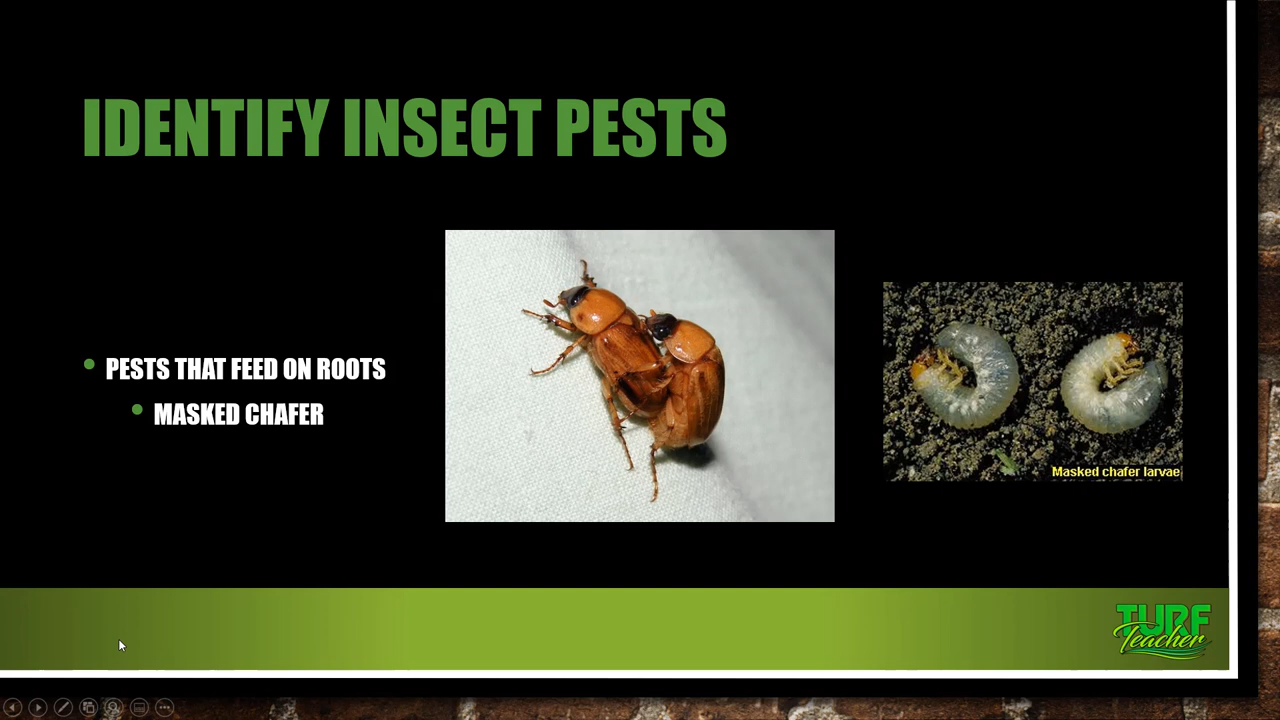 IDENTIFY INSECT PESTS
PESTS THAT FEED ON ROOTS
MASKED CHAFER
Masked chafer larvae
TURF
Teacher